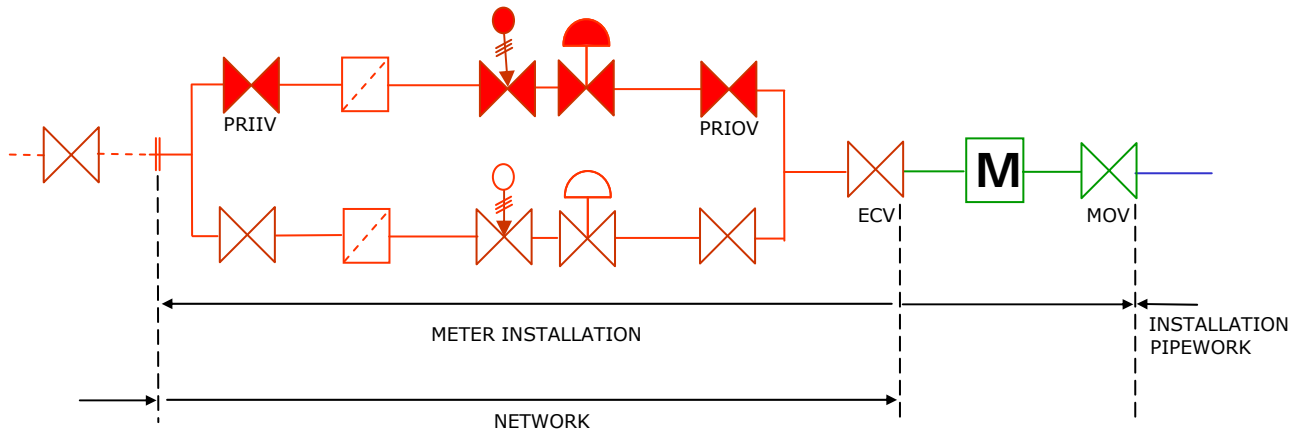 PRIIV
PRIOV
M
ECV
MOV
METER INSTALLATION
INSTALLATION
PIPEWORK
NETWORK